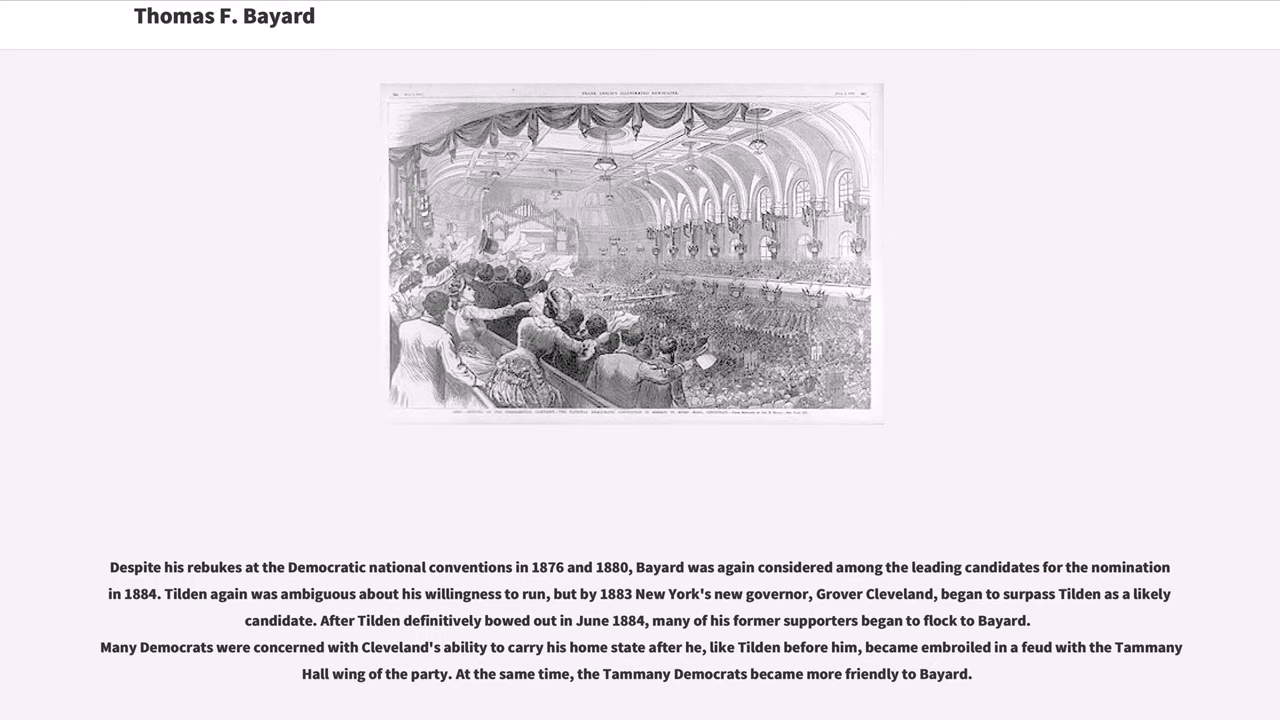 Thomas F. Bayard
FRANK LESLIE'S ILLUSTRATED NEWSPAPER.
Despite his rebukes at the Democratic national conventions in 1876 and 1880, Bayard was again considered among the leading candidates for the nomination
in 1884. Tilden again was ambiguous about his willingness to run, but by 1883 New York's new governor, Grover Cleveland, began to surpass Tilden as a likely
candidate. After Tilden definitively bowed out in June 1884, many of his former supporters began to flock to Bayard.
Many Democrats were concerned with Cleveland's ability to carry his home state after he, like Tilden before him, became embroiled in a feud with the Tammany
Hall wing of the party. At the same time, the Tammany Democrats became more friendly to Bayard.